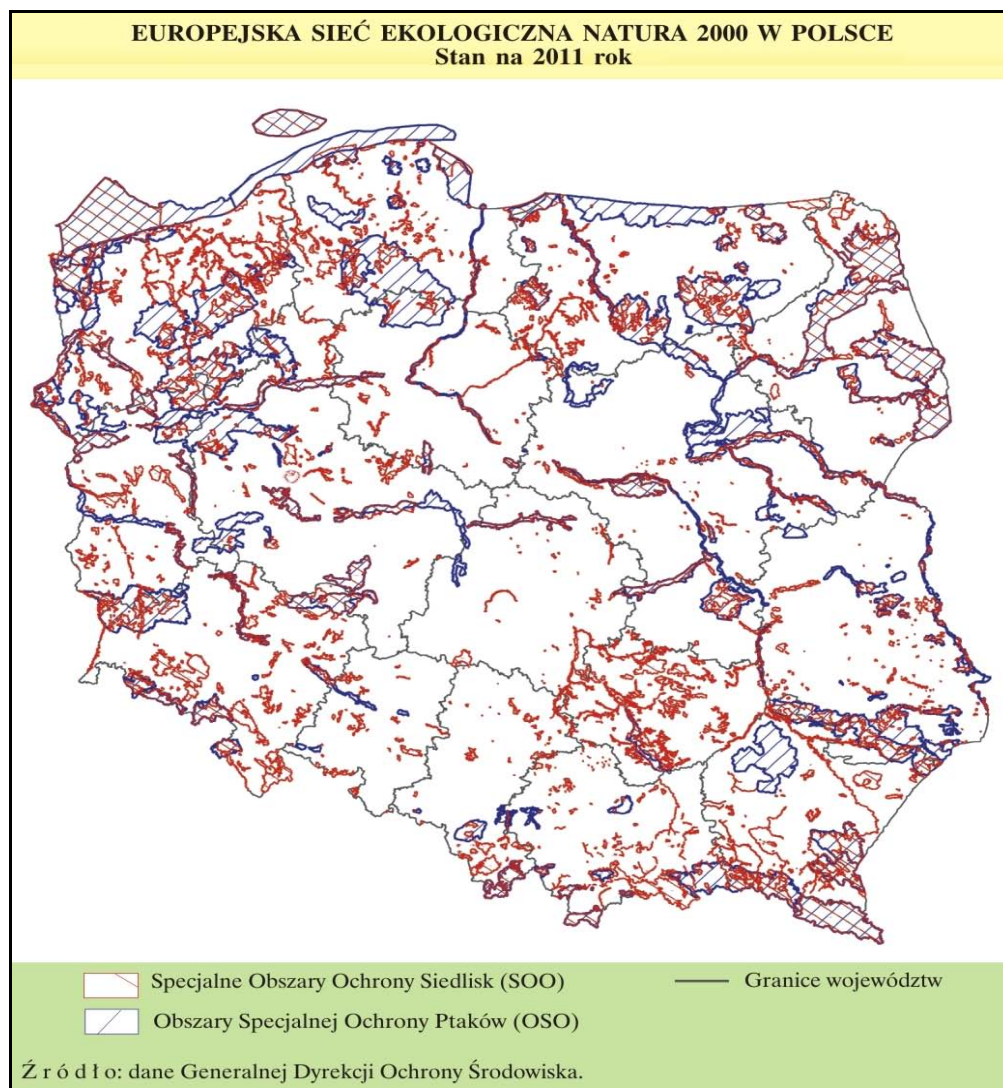 EUROPEJSKA SIEĆ EKOLOGICZNA NATURA 2000 W POLSCE
Stan na 2011 rok
Specjalne Obszary Ochrony Siedlisk (SOO)
Granice województw
Obszary Specjalnej Ochrony Ptaków (OSO)
Ź r ó d ł o: dane Generalnej Dyrekcji Ochrony Środowiska.